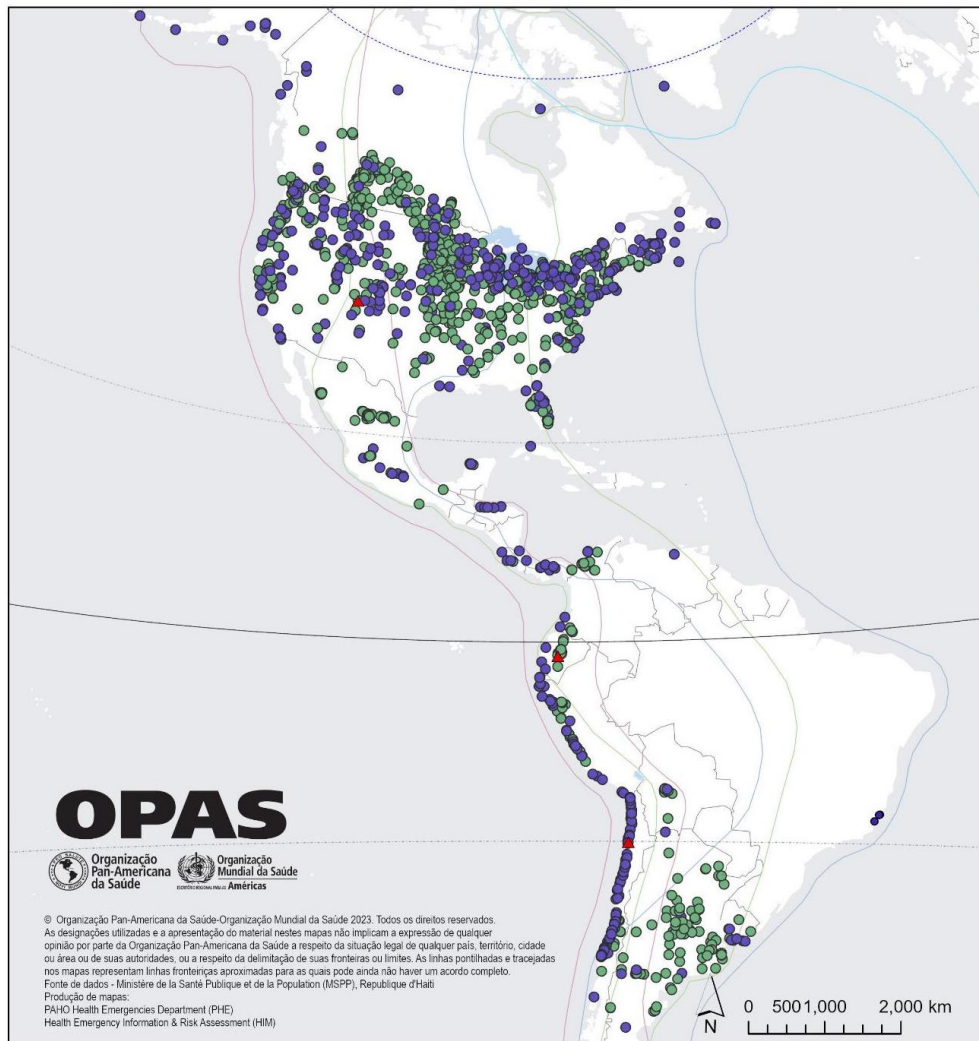 OPAS
Organização
Pan-Americana
da Saúde
Organização
Mundial da Saúde
Américas
© Organização Pan-Americana da Saúde-Organização Mundial da Saúde 2023. Todos os direitos reservados.
As designações utilizadas e a apresentação do material nestes mapas não implicam a expressão de qualquer
opinião por parte da Organização Pan-Americana da Saúde a respeito da situação legal de qualquer país, território, cidade
ou área ou de suas autoridades, ou a respeito da delimitação de suas fronteiras ou limites. As linhas pontilhadas e tracejadas
nos mapas representam linhas fronteiriças aproximadas para as quais pode ainda não haver um acordo completo.
Fonte de dados - Ministère de la Santé Publique et de la Population (MSPP), Republique d'Haiti
Produção de mapas:
PAHO Health Emergencies Department (PHE)
Health Emergency Information & Risk Assessment (HIM)
N
0 500 1,000 2,000 km